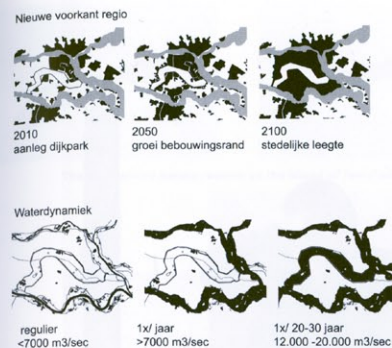 Nieuwe voorkant regio
2010
aanleg dijkpark
2050
groei bebouwingsrand
2100
stedelijke leegte
Waterdynamiek
regulier
<7000 m3/sec
1x/ jaar
>7000 m3/sec
1x/ 20-30 jaar
12.000 -20.000 m3/sec